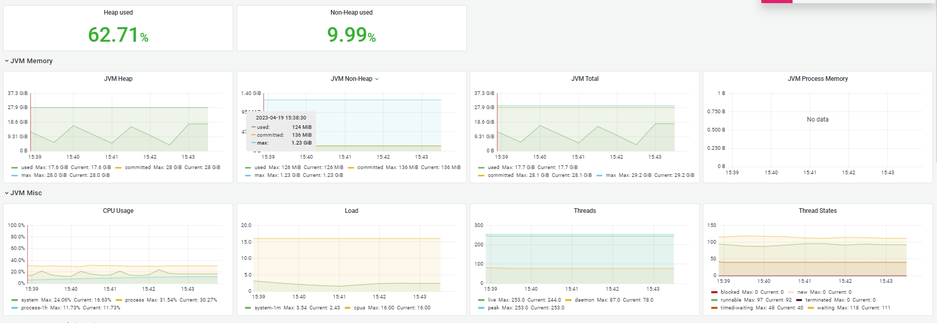 Heap used
62.71%
Non-Heap used
9.99%
JVM Memory
JVM Heap
37.3 GiB
27.9 GiB
18.6 GiB
9.31 GiB
0 B
15:39 15:40 15:41 15:42 15:43
used Max: 17.6 GiB Current: 17.6 GiB committed Max: 28 GiB Current: 28 GiB
max Max: 28.0 GiB Current: 28.0 GiB
JVM Non-Heap
1.40 GiB
2023-04-19 15:38:30
used: 124 MiB
committed: 136 MiB
max: 1.23 GiB
15:40 15:41 15:42 15:43
used Max: 126 MiB Current: 126 MiB committed Max: 136 MiB Current: 136 MiB
max Max: 1.23 GiB Current: 1.23 GiB
JVM Total
37.3 GiB
27.9 GiB
18.6 GiB
9.31 GiB
0 B
15:39 15:40 15:41 15:42 15:43
used Max: 17.7 GiB Current: 17.7 GiB
committed Max: 28.1 GiB Current: 28.1 GiB max Max: 29.2 GiB Current: 29.2 GiB
JVM Process Memory
1 B
0.750 B
0.500 B
0.250 B
0 B
No data
15:39 15:40 15:41 15:42 15:43
JVM Misc
CPU Usage
100.0%
80.0%
60.0%
40.0%
20.0%
0%
15:39 15:40 15:41 15:42 15:43
system Max: 24.06% Current: 16.63% process Max: 31.54% Current: 30.27%
process-1h Max: 11.73% Current: 11.73%
Load
20.0
15.0
10.0
5.0
0
15:39 15:40 15:41 15:42 15:43
system-1m Max: 3.54 Current: 2.43 cpus Max: 16.00 Current: 16.00
Threads
300
200
100
0
15:39 15:40 15:41 15:42 15:43
live Max: 253.0 Current: 244.0 daemon Max: 87.0 Current: 78.0
peak Max: 253.0 Current: 253.0
Thread States
150
100
50
0
15:39 15:40 15:41 15:42 15:43
blocked Max: 0 Current: 0 new Max: 0 Current: 0
runnable Max: 97 Current: 92 terminated Max: 0 Current: 0
timed-waiting Max: 48 Current: 40 waiting Max: 118 Current: 111